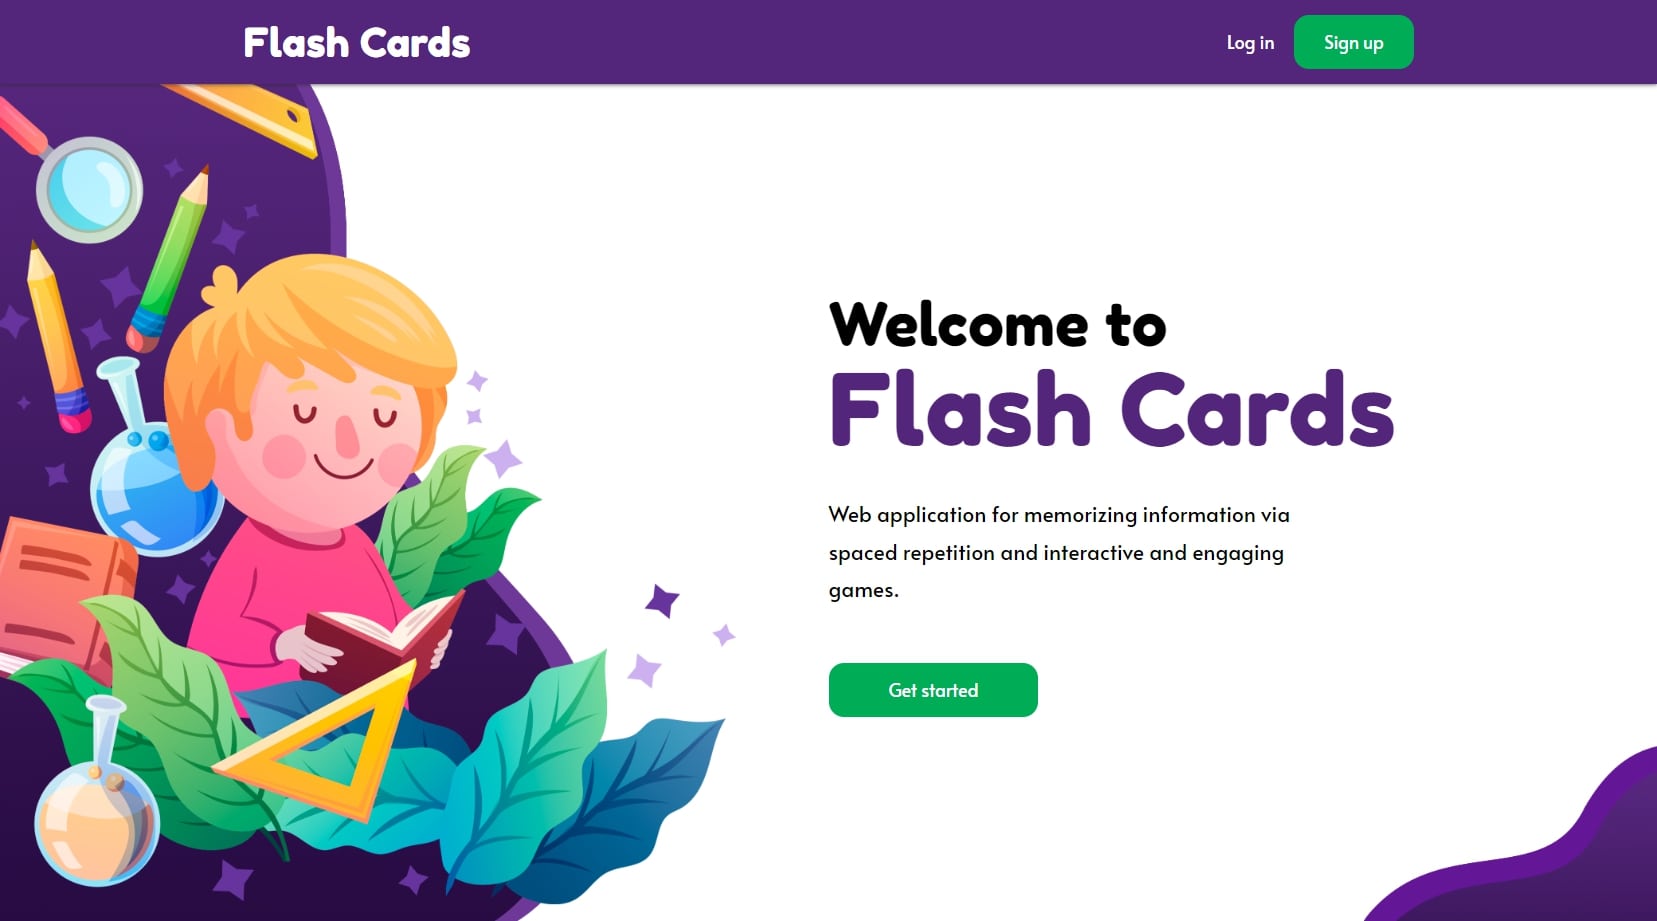 Flash Cards
Log in
Sign up
Welcome to
Flash Cards
Web application for memorizing information via
spaced repetition and interactive and engaging
games.
Get started